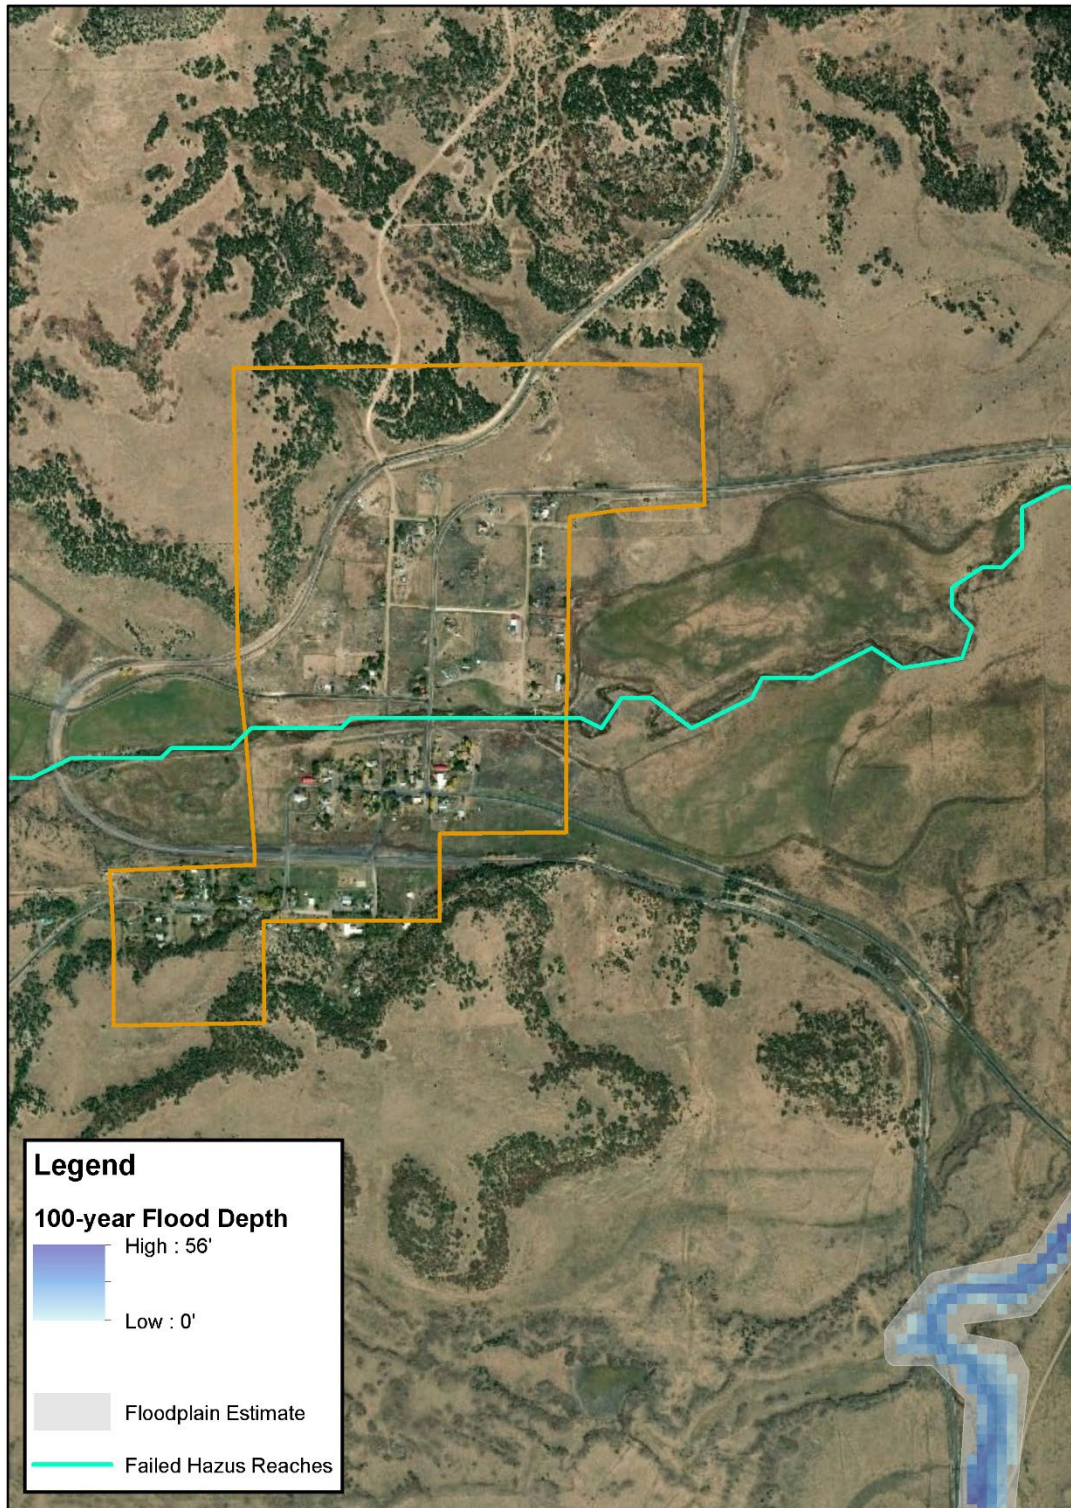 Legend
100-year Flood Depth
High : 56'
Low : 0'
Floodplain Estimate
Failed Hazus Reaches